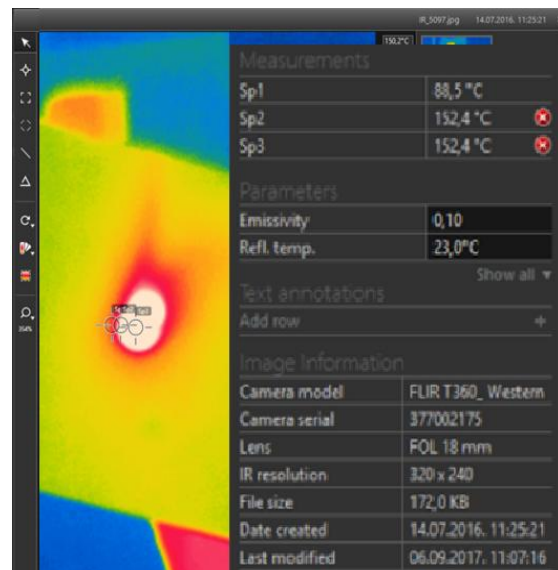 IR_5097.jpg 14.07.2016. 11:25:21
150,2°C
Measurements
Sp1 88,5 °C
Sp2 152,4 °C
Sp3 152,4 °C
Parameters
Emissivity 0,10
Refl. temp. 23,0°C
Show all
Text annotations
Add row +
Image Information
Camera model FLIR T360_ Western
Camera serial 377002175
Lens FOL 18 mm
IR resolution 320 x 240
File size 172,0 KB
Date created 14.07.2016. 11:25:21
Last modified 06.09.2017. 11:07:16